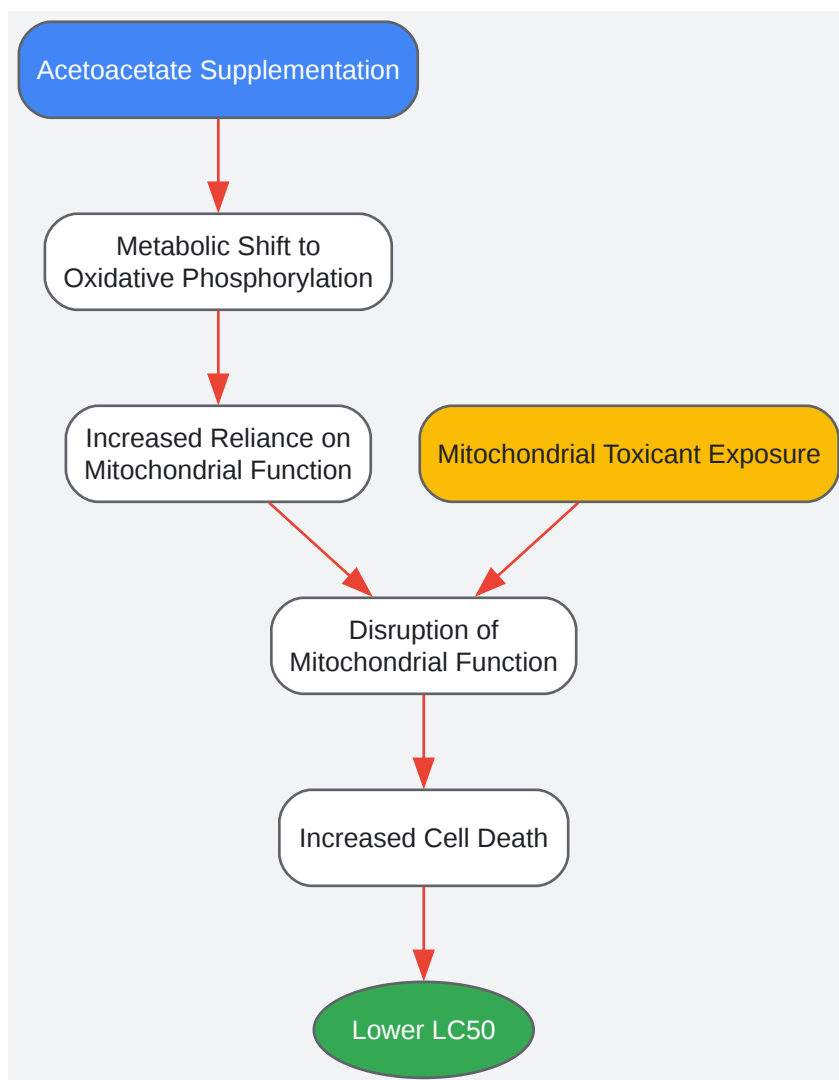 Acetoacetate Supplementation
Metabolic Shift to
Oxidative Phosphorylation
Increased Reliance on
Mitochondrial Function
Mitochondrial Toxicant Exposure
Disruption of
Mitochondrial Function
Increased Cell Death
Lower LC50